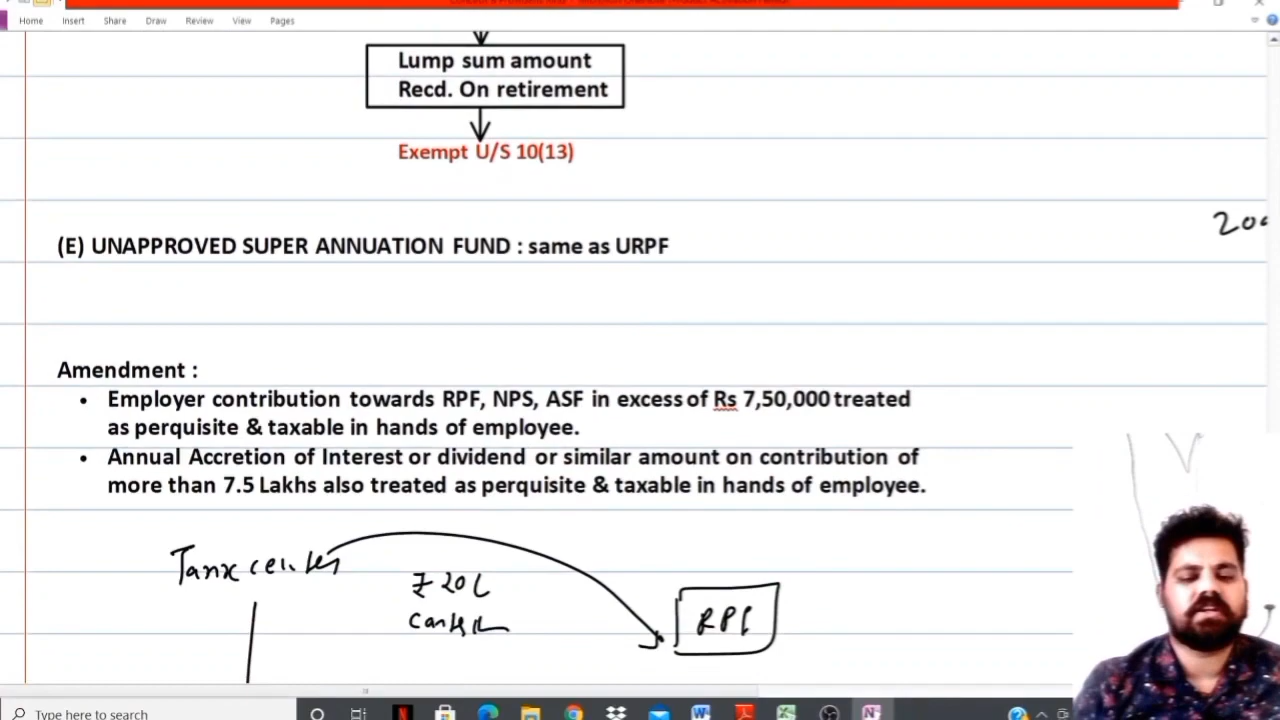 Home Insert Share Draw Review View Pages
Lump sum amount
Recd. On retirement
Exempt U/S 10(13)
(E) UNAPPROVED SUPER ANNUATION FUND : same as URPF
Amendment :
• Employer contribution towards RPF, NPS, ASF in excess of Rs 7,50,000 treated
as perquisite & taxable in hands of employee.
• Annual Accretion of Interest or dividend or similar amount on contribution of
more than 7.5 Lakhs also treated as perquisite & taxable in hands of employee.
₹ 20L
RPF
Type here to search